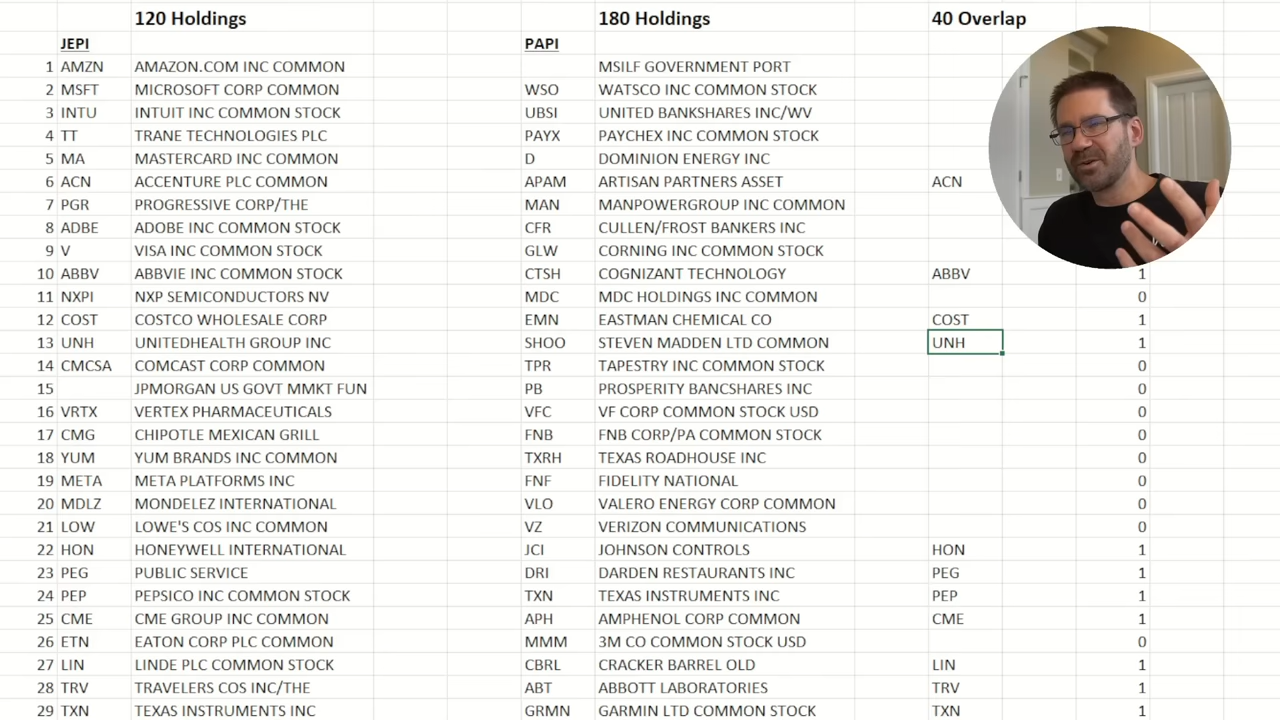 120 Holdings 180 Holdings 40 Overlap
JEPI PAPI
1 AMZN AMAZON.COM INC COMMON MSILF GOVERNMENT PORT
2 MSFT MICROSOFT CORP COMMON WSO WATSCO INC COMMON STOCK
3 INTU INTUIT INC COMMON STOCK UBSI UNITED BANKSHARES INC/WV
4 TT TRANE TECHNOLOGIES PLC PAYX PAYCHEX INC COMMON STOCK
5 MA MASTERCARD INC COMMON D DOMINION ENERGY INC
6 ACN ACCENTURE PLC COMMON APAM ARTISAN PARTNERS ASSET ACN
7 PGR PROGRESSIVE CORP/THE MAN MANPOWERGROUP INC COMMON
8 ADBE ADOBE INC COMMON STOCK CFR CULLEN/FROST BANKERS INC
9 V VISA INC COMMON STOCK GLW CORNING INC COMMON STOCK
10 ABBV ABBVIE INC COMMON STOCK CTSH COGNIZANT TECHNOLOGY ABBV 1
11 NXPI NXP SEMICONDUCTORS NV MDC MDC HOLDINGS INC COMMON 0
12 COST COSTCO WHOLESALE CORP EMN EASTMAN CHEMICAL CO COST 1
13 UNH UNITEDHEALTH GROUP INC SHOO STEVEN MADDEN LTD COMMON UNH 1
14 CMCSA COMCAST CORP COMMON TPR TAPESTRY INC COMMON STOCK 0
15 JPMORGAN US GOVT MMKT FUN PB PROSPERITY BANCSHARES INC 0
16 VRTX VERTEX PHARMACEUTICALS VFC VF CORP COMMON STOCK USD 0
17 CMG CHIPOTLE MEXICAN GRILL FNB FNB CORP/PA COMMON STOCK 0
18 YUM YUM BRANDS INC COMMON TXRH TEXAS ROADHOUSE INC 0
19 META META PLATFORMS INC FNF FIDELITY NATIONAL 0
20 MDLZ MONDELEZ INTERNATIONAL VLO VALERO ENERGY CORP COMMON 0
21 LOW LOWE'S COS INC COMMON VZ VERIZON COMMUNICATIONS 0
22 HON HONEYWELL INTERNATIONAL JCI JOHNSON CONTROLS HON 1
23 PEG PUBLIC SERVICE DRI DARDEN RESTAURANTS INC PEG 1
24 PEP PEPSICO INC COMMON STOCK TXN TEXAS INSTRUMENTS INC PEP 1
25 CME CME GROUP INC COMMON APH AMPHENOL CORP COMMON CME 1
26 ETN EATON CORP PLC COMMON MMM 3M CO COMMON STOCK USD 0
27 LIN LINDE PLC COMMON STOCK CBRL CRACKER BARREL OLD LIN 1
28 TRV TRAVELERS COS INC/THE ABT ABBOTT LABORATORIES TRV 1
29 TXN TEXAS INSTRUMENTS INC GRMN GARMIN LTD COMMON STOCK TXN 1